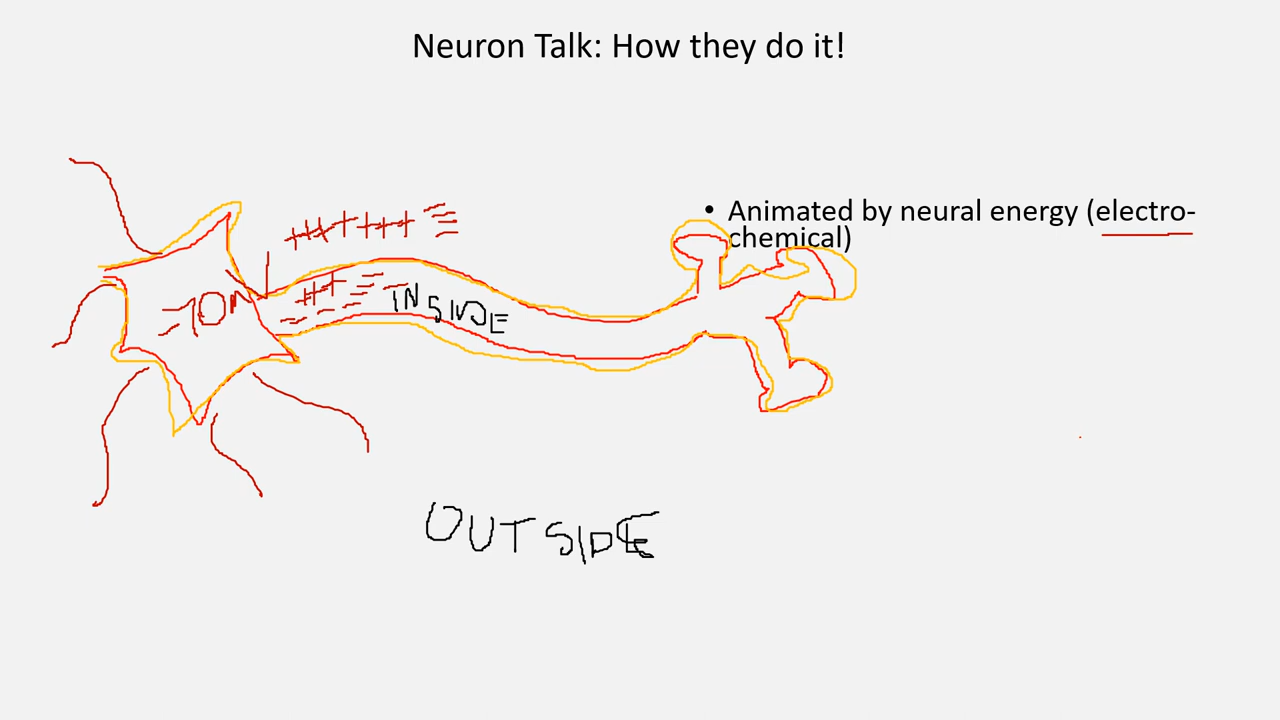 Neuron Talk: How they do it!
• Animated by neural energy (electro-
chemical)
INSIDE
OUTSIDE